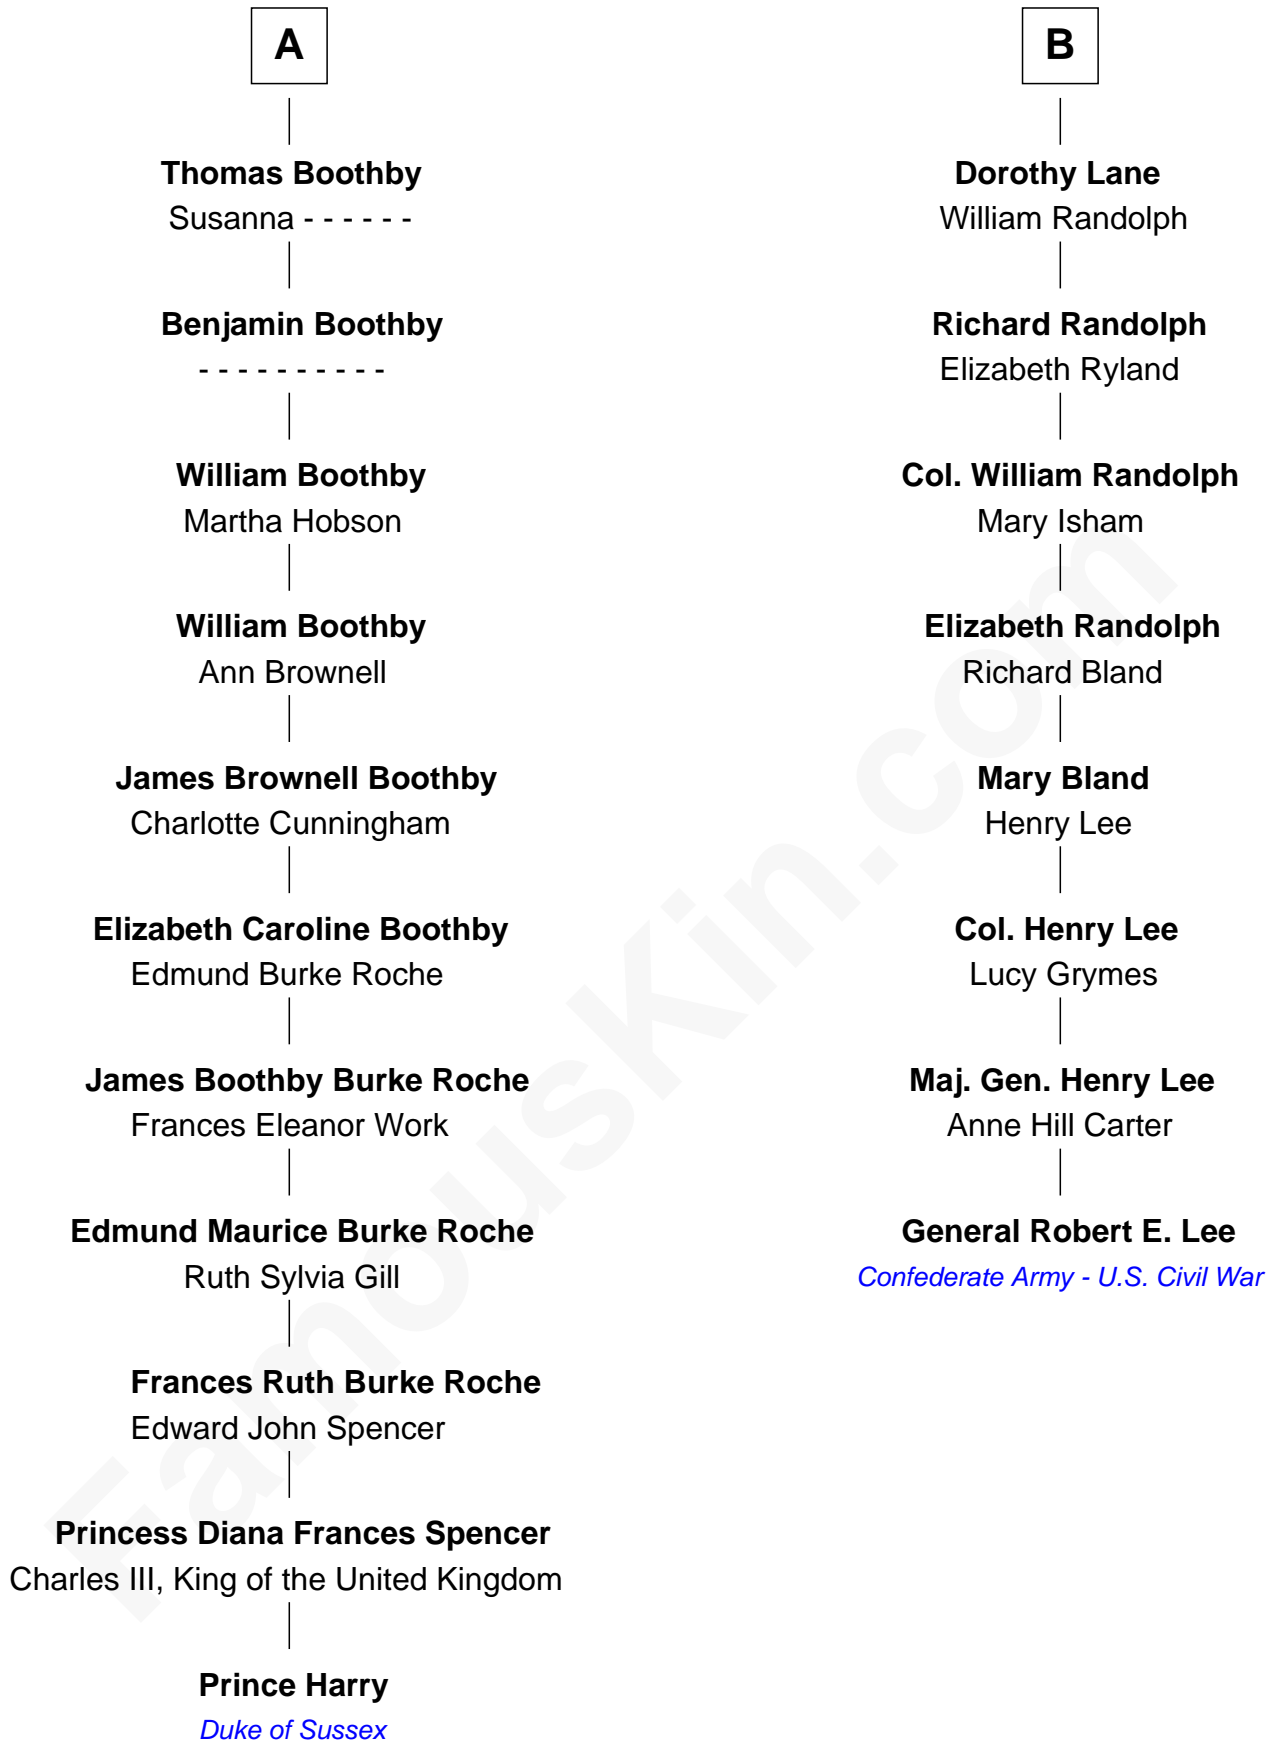 A
Thomas Boothby
Susanna - - - - - -
Benjamin Boothby
- - - - - - - - - -
William Boothby
Martha Hobson
William Boothby
Ann Brownell
James Brownell Boothby
Charlotte Cunningham
Elizabeth Caroline Boothby
Edmund Burke Roche
James Boothby Burke Roche
Frances Eleanor Work
Edmund Maurice Burke Roche
Ruth Sylvia Gill
Frances Ruth Burke Roche
Edward John Spencer
Princess Diana Frances Spencer
Charles III, King of the United Kingdom
Prince Harry
Duke of Sussex
B
Dorothy Lane
William Randolph
Richard Randolph
Elizabeth Ryland
Col. William Randolph
Mary Isham
Elizabeth Randolph
Richard Bland
Mary Bland
Henry Lee
Col. Henry Lee
Lucy Grymes
Maj. Gen. Henry Lee
Anne Hill Carter
General Robert E. Lee
Confederate Army - U.S. Civil War
FamousKin.com